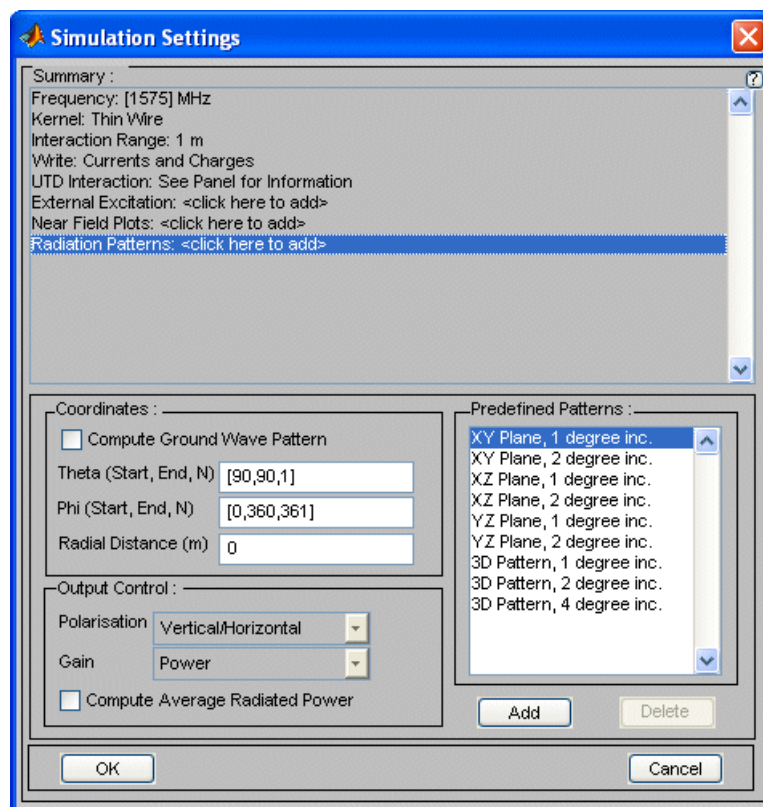 Simulation Settings
Summary :
?
Frequency: [1575] MHz
Kernel: Thin Wire
Interaction Range: 1 m
Write: Currents and Charges
UTD Interaction: See Panel for Information
External Excitation: <click here to add>
Near Field Plots: <click here to add>
Radiation Patterns: <click here to add>
Coordinates :
Compute Ground Wave Pattern
Theta (Start, End, N) [90,90,1]
Phi (Start, End, N) [0,360,361]
Radial Distance (m) 0
Output Control :
Polarisation Vertical/Horizontal
Gain Power
Compute Average Radiated Power
Predefined Patterns :
XY Plane, 1 degree inc.
XY Plane, 2 degree inc.
XZ Plane, 1 degree inc.
XZ Plane, 2 degree inc.
YZ Plane, 1 degree inc.
YZ Plane, 2 degree inc.
3D Pattern, 1 degree inc.
3D Pattern, 2 degree inc.
3D Pattern, 4 degree inc.
Add Delete
OK Cancel